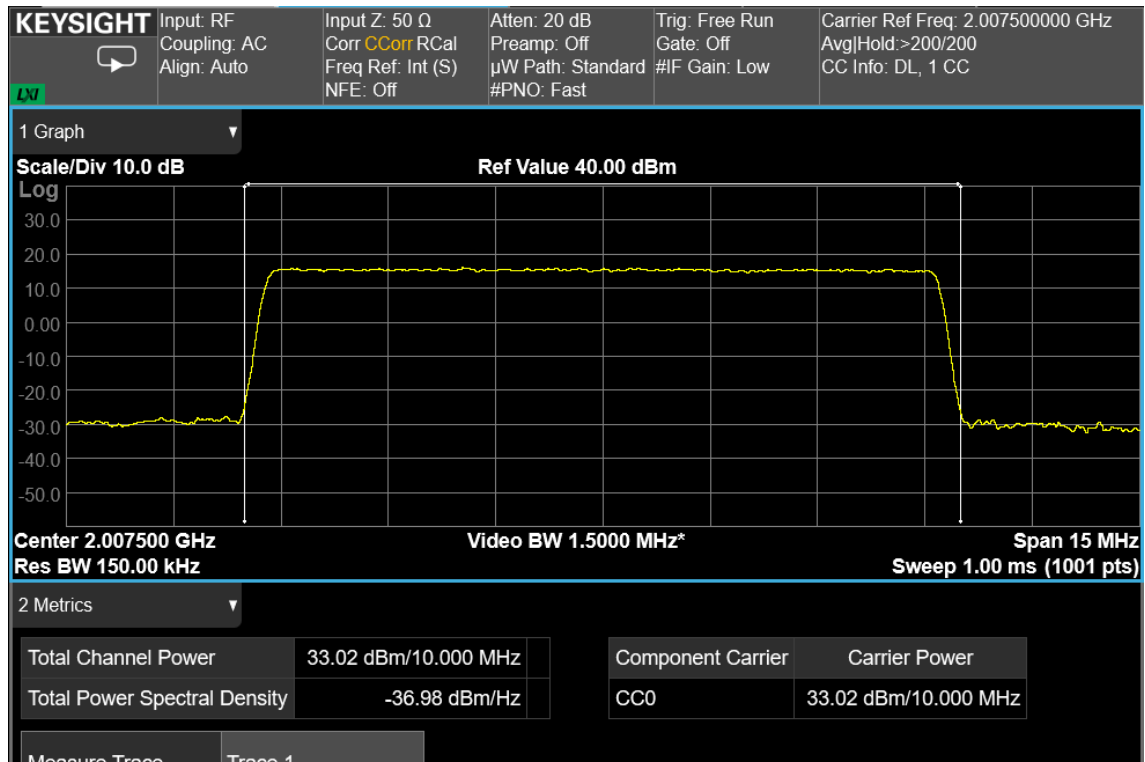 KEYSIGHT Input: RF Input Z: 50 Ω Atten: 20 dB Trig: Free Run Carrier Ref Freq: 2.007500000 GHz
Coupling: AC Corr CCorr RCal Preamp: Off Gate: Off Avg|Hold:>200/200
Align: Auto Freq Ref: Int (S) µW Path: Standard #IF Gain: Low CC Info: DL, 1 CC
LXI NFE: Off #PNO: Fast
1 Graph
Scale/Div 10.0 dB Ref Value 40.00 dBm
Log
30.0
20.0
10.0
0.00
-10.0
-20.0
-30.0
-40.0
-50.0
Center 2.007500 GHz Video BW 1.5000 MHz* Span 15 MHz
Res BW 150.00 kHz Sweep 1.00 ms (1001 pts)
2 Metrics
Total Channel Power 33.02 dBm/10.000 MHz Component Carrier Carrier Power
Total Power Spectral Density -36.98 dBm/Hz CC0 33.02 dBm/10.000 MHz
Measure Trace Trace 1